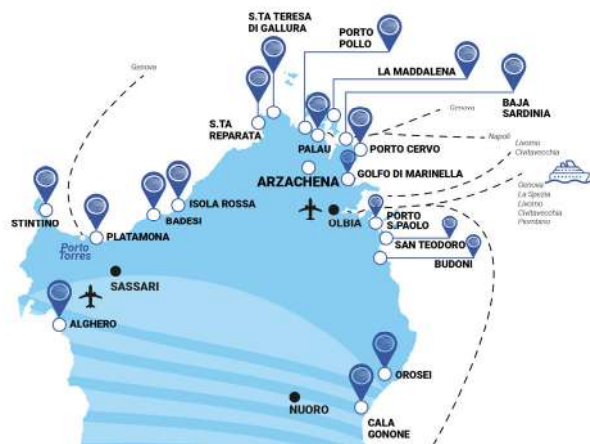 S.TA TERESA
DI GALLURA
PORTO
POLLO
LA MADDALENA
BAJA
SARDINIA
Genova
S.TA
REPARATA
PALAU
PORTO CERVO
Genova
Napoli
Livorno
Civitavecchia
ARZACHENA
GOLFO DI MARINELLA
Genova
La Spezia
Livorno
Civitavecchia
Piombino
STINTINO
ISOLA ROSSA
BADESI
PLATAMONA
Porto
Torres
OLBIA
PORTO
S.PAOLO
SAN TEODORO
BUDONI
SASSARI
ALGHERO
OROSEI
NUORO
CALA
GONONE